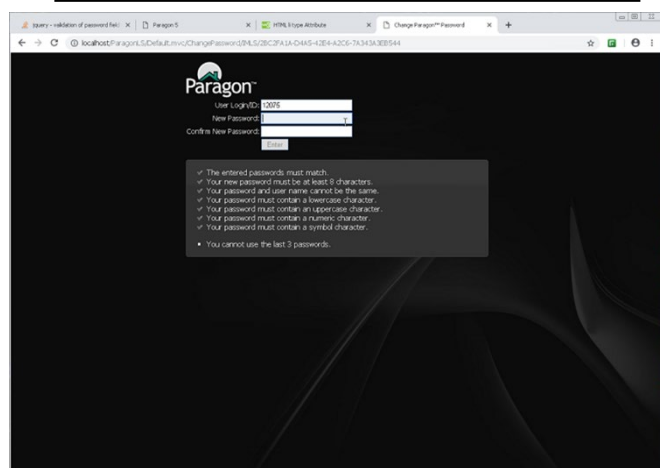 jquery - validation of password field
Paragon 5
HTML li type Attribute
Change Paragon™ Password
localhost/ParagonLS/Default.mvc/ChangePassword/IMLS/2BC2FA1A-D4A5-42E4-A2C6-7A343A3EB544
Paragon™
User Login/ID: 12076
New Password:
Confirm New Password:
Enter
The entered passwords must match.
Your new password must be at least 8 characters.
Your password and user name cannot be the same.
Your password must contain a lowercase character.
Your password must contain an uppercase character.
Your password must contain a numeric character.
Your password must contain a symbol character.
You cannot use the last 3 passwords.